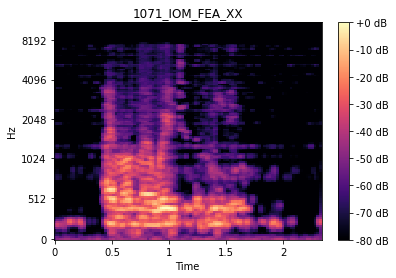 1071_IOM_FEA_XX
+0 dB
8192
-10 dB
4096
-20 dB
-30 dB
2048
Hz
-40 dB
1024
-50 dB
512
-60 dB
-70 dB
0
-80 dB
0
0.5
1
1.5
2
Time